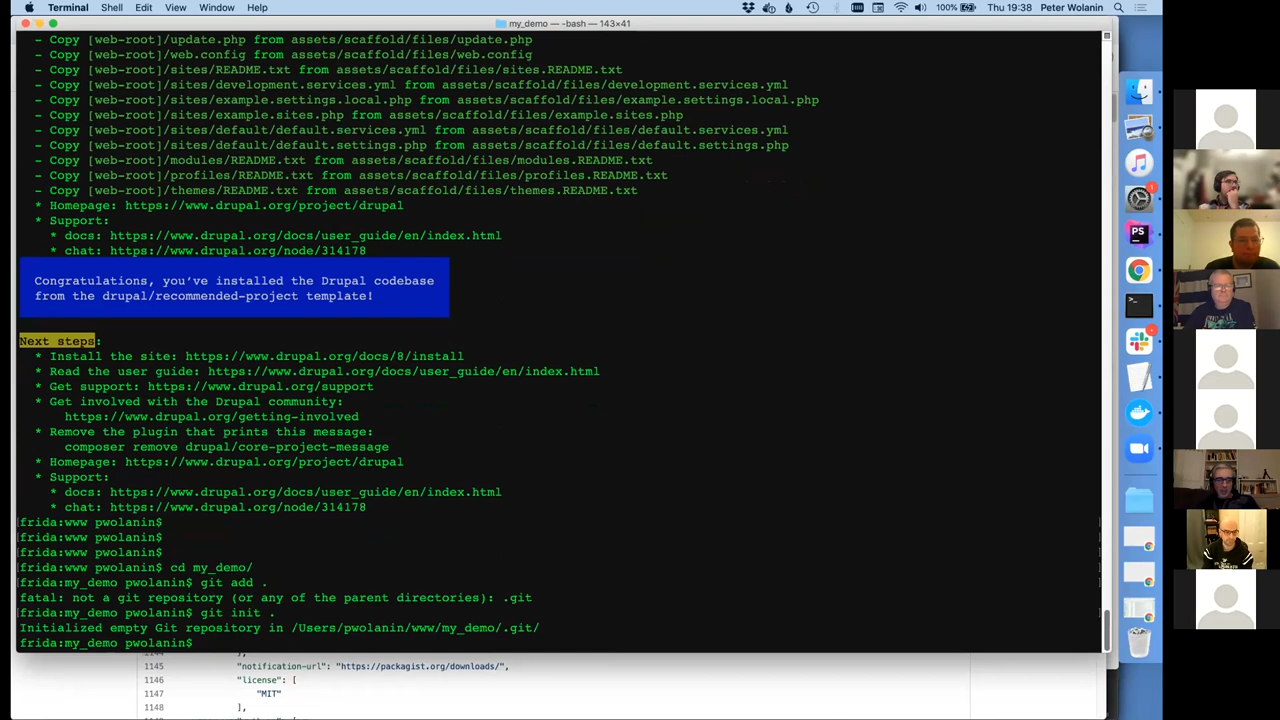 Terminal Shell Edit View Window Help 100% Thu 19:38 Peter Wolanin
my_demo — -bash — 143×41
- Copy [web-root]/update.php from assets/scaffold/files/update.php
- Copy [web-root]/web.config from assets/scaffold/files/web.config
- Copy [web-root]/sites/README.txt from assets/scaffold/files/sites.README.txt
- Copy [web-root]/sites/development.services.yml from assets/scaffold/files/development.services.yml
- Copy [web-root]/sites/example.settings.local.php from assets/scaffold/files/example.settings.local.php
- Copy [web-root]/sites/example.sites.php from assets/scaffold/files/example.sites.php
- Copy [web-root]/sites/default/default.services.yml from assets/scaffold/files/default.services.yml
- Copy [web-root]/sites/default/default.settings.php from assets/scaffold/files/default.settings.php
- Copy [web-root]/modules/README.txt from assets/scaffold/files/modules.README.txt
- Copy [web-root]/profiles/README.txt from assets/scaffold/files/profiles.README.txt
- Copy [web-root]/themes/README.txt from assets/scaffold/files/themes.README.txt
* Homepage: https://www.drupal.org/project/drupal
* Support:
* docs: https://www.drupal.org/docs/user_guide/en/index.html
* chat: https://www.drupal.org/node/314178
Congratulations, you've installed the Drupal codebase
from the drupal/recommended-project template!
Next steps:
* Install the site: https://www.drupal.org/docs/8/install
* Read the user guide: https://www.drupal.org/docs/user_guide/en/index.html
* Get support: https://www.drupal.org/support
* Get involved with the Drupal community:
https://www.drupal.org/getting-involved
* Remove the plugin that prints this message:
composer remove drupal/core-project-message
* Homepage: https://www.drupal.org/project/drupal
* Support:
* docs: https://www.drupal.org/docs/user_guide/en/index.html
* chat: https://www.drupal.org/node/314178
frida:www pwolanin$
frida:www pwolanin$
frida:www pwolanin$
frida:www pwolanin$ cd my_demo/
frida:my_demo pwolanin$ git add .
fatal: not a git repository (or any of the parent directories): .git
frida:my_demo pwolanin$ git init .
Initialized empty Git repository in /Users/pwolanin/www/my_demo/.git/
frida:my_demo pwolanin$
1145 "notification-url": "https://packagist.org/downloads/",
1146 "license": [
1147 "MIT"
1148 ],
PS